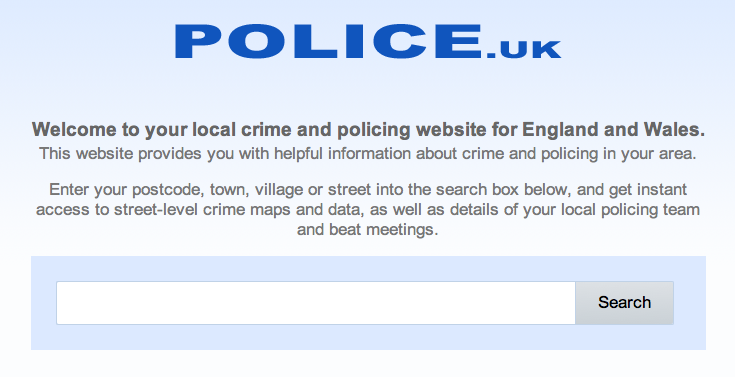 POLICE.UK
Welcome to your local crime and policing website for England and Wales.
This website provides you with helpful information about crime and policing in your area.
Enter your postcode, town, village or street into the search box below, and get instant
access to street-level crime maps and data, as well as details of your local policing team
and beat meetings.
Search